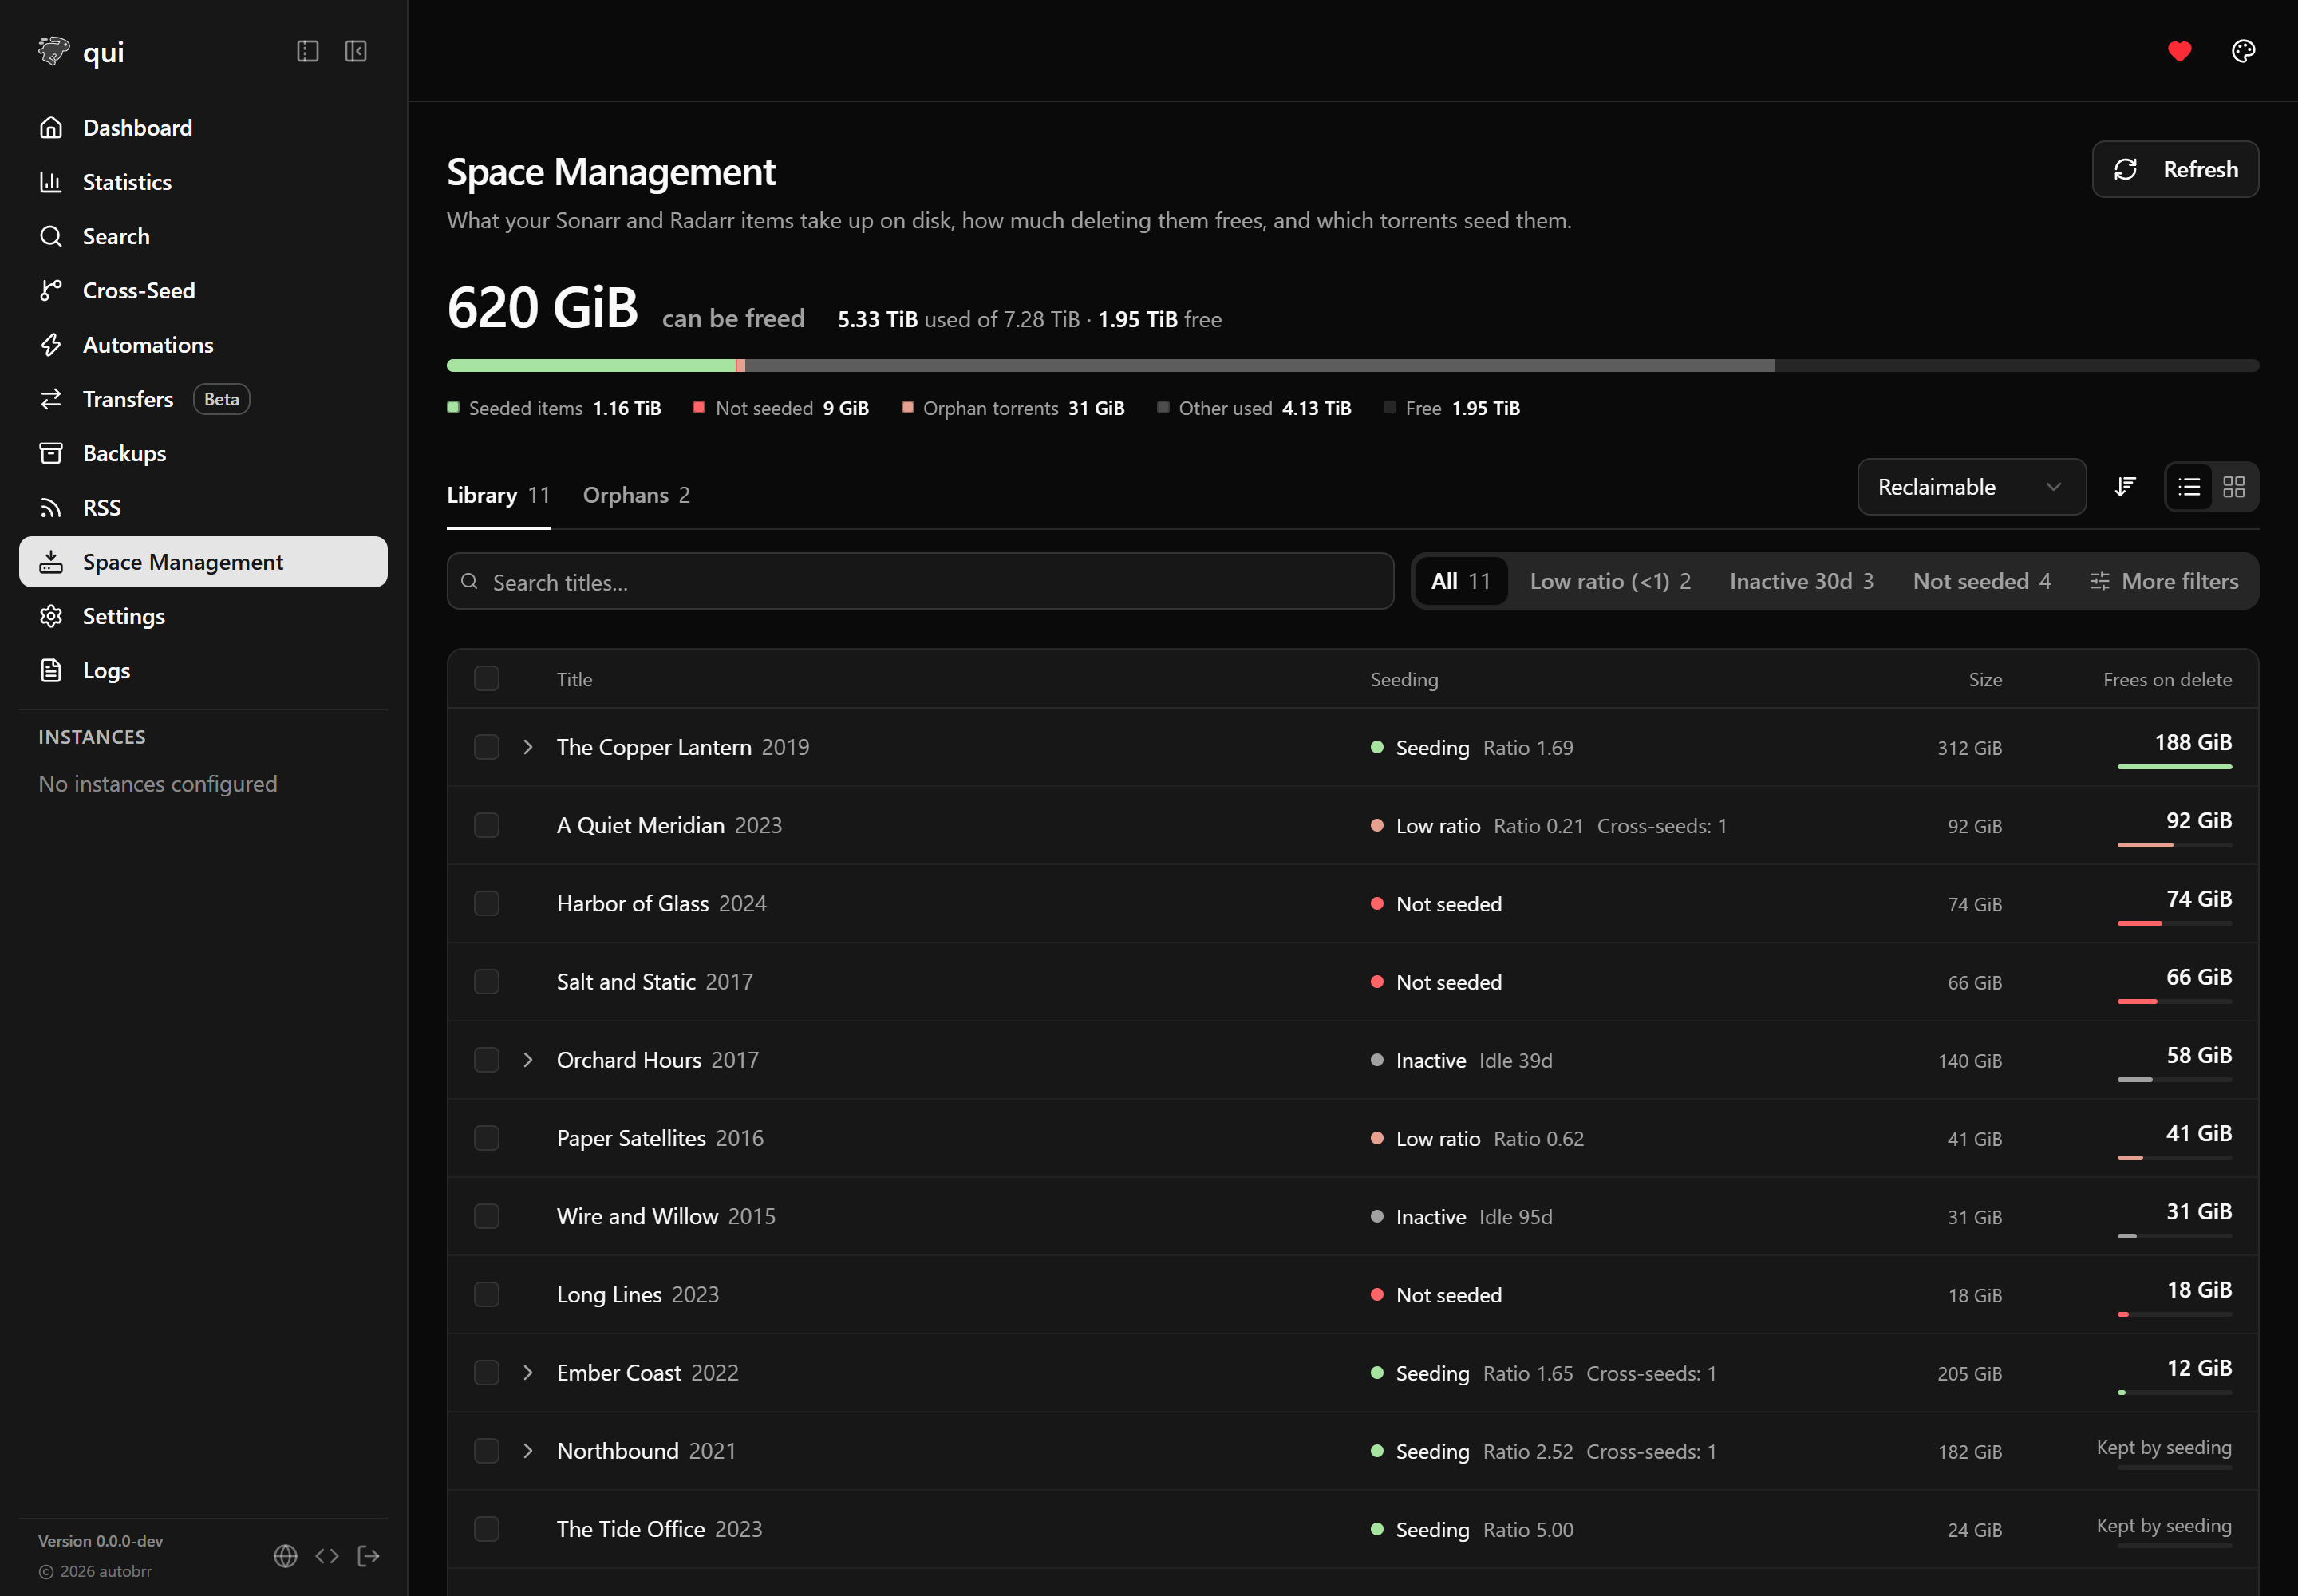 qui
Dashboard
Statistics
Search
Cross-Seed
Automations
Transfers Beta
Backups
RSS
Space Management
Settings
Logs
INSTANCES
No instances configured
Version 0.0.0-dev
© 2026 autobrr
Space Management
Refresh
What your Sonarr and Radarr items take up on disk, how much deleting them frees, and which torrents seed them.
620 GiB can be freed 5.33 TiB used of 7.28 TiB · 1.95 TiB free
Seeded items 1.16 TiB Not seeded 9 GiB Orphan torrents 31 GiB Other used 4.13 TiB Free 1.95 TiB
Library 11 Orphans 2 Reclaimable
Search titles... All 11 Low ratio (<1) 2 Inactive 30d 3 Not seeded 4 More filters
Title Seeding Size Frees on delete
The Copper Lantern 2019 Seeding Ratio 1.69 312 GiB 188 GiB
A Quiet Meridian 2023 Low ratio Ratio 0.21 Cross-seeds: 1 92 GiB 92 GiB
Harbor of Glass 2024 Not seeded 74 GiB 74 GiB
Salt and Static 2017 Not seeded 66 GiB 66 GiB
Orchard Hours 2017 Inactive Idle 39d 140 GiB 58 GiB
Paper Satellites 2016 Low ratio Ratio 0.62 41 GiB 41 GiB
Wire and Willow 2015 Inactive Idle 95d 31 GiB 31 GiB
Long Lines 2023 Not seeded 18 GiB 18 GiB
Ember Coast 2022 Seeding Ratio 1.65 Cross-seeds: 1 205 GiB 12 GiB
Northbound 2021 Seeding Ratio 2.52 Cross-seeds: 1 182 GiB Kept by seeding
The Tide Office 2023 Seeding Ratio 5.00 24 GiB Kept by seeding